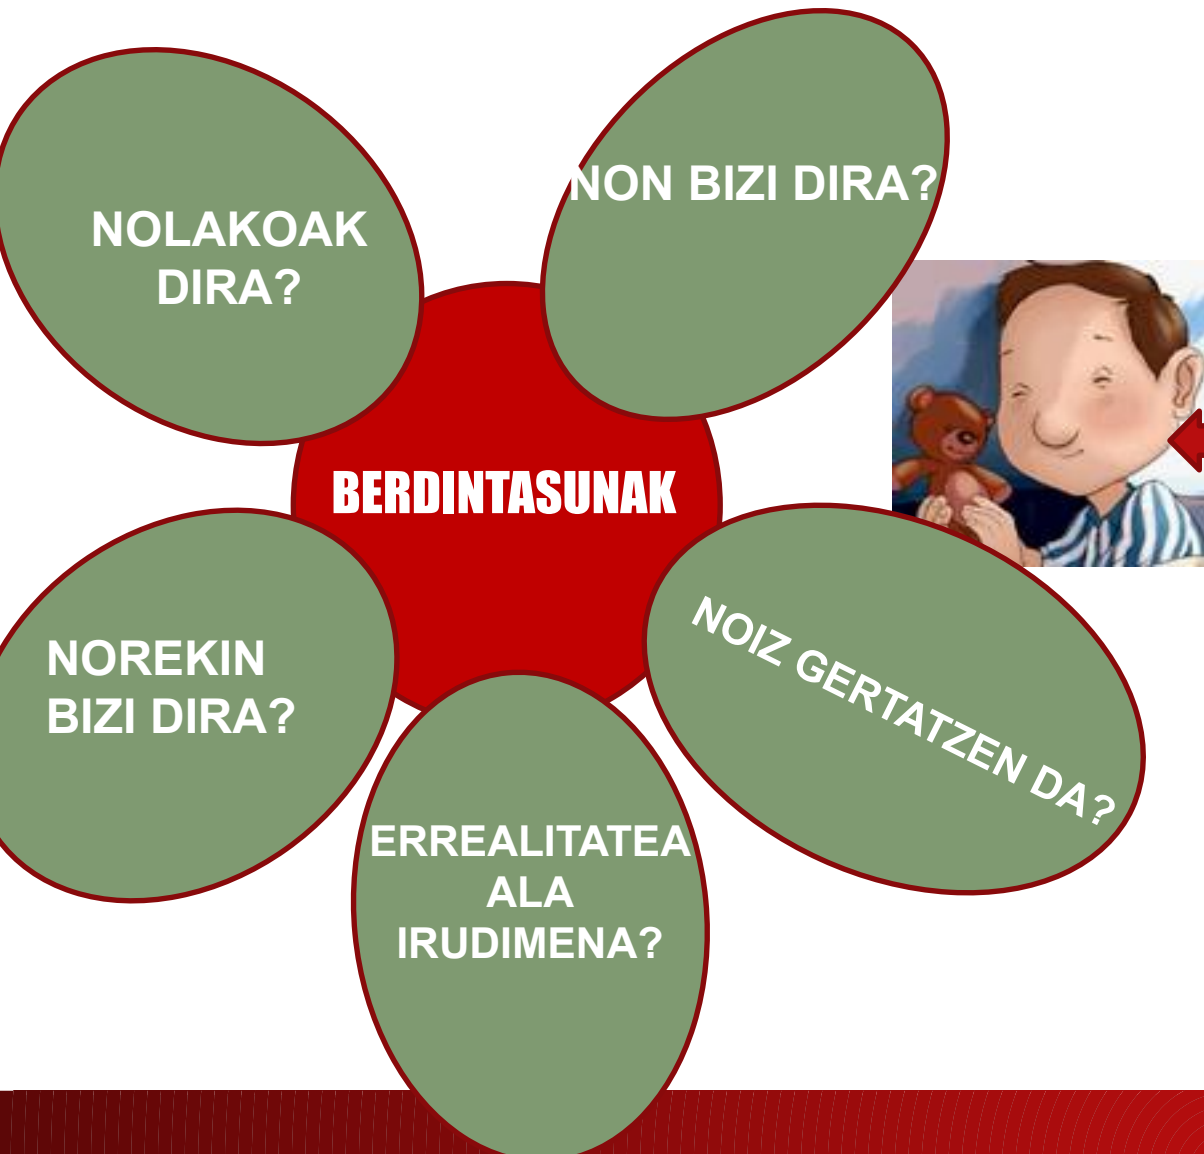 NOLAKOAK
DIRA?
NON BIZI DIRA?
BERDINTASUNAK
NOREKIN
BIZI DIRA?
NOIZ GERTATZEN DA?
ERREALITATEA
ALA
IRUDIMENA?